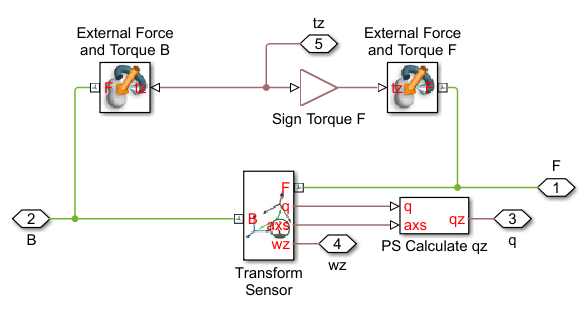 External Force
and Torque B
tz
5
External Force
and Torque F
F
tz
Sign Torque F
tz
F
F
1
2
B
B
F
q
axs
wz
Transform
Sensor
4
wz
q
axs
qz
PS Calculate qz
3
q